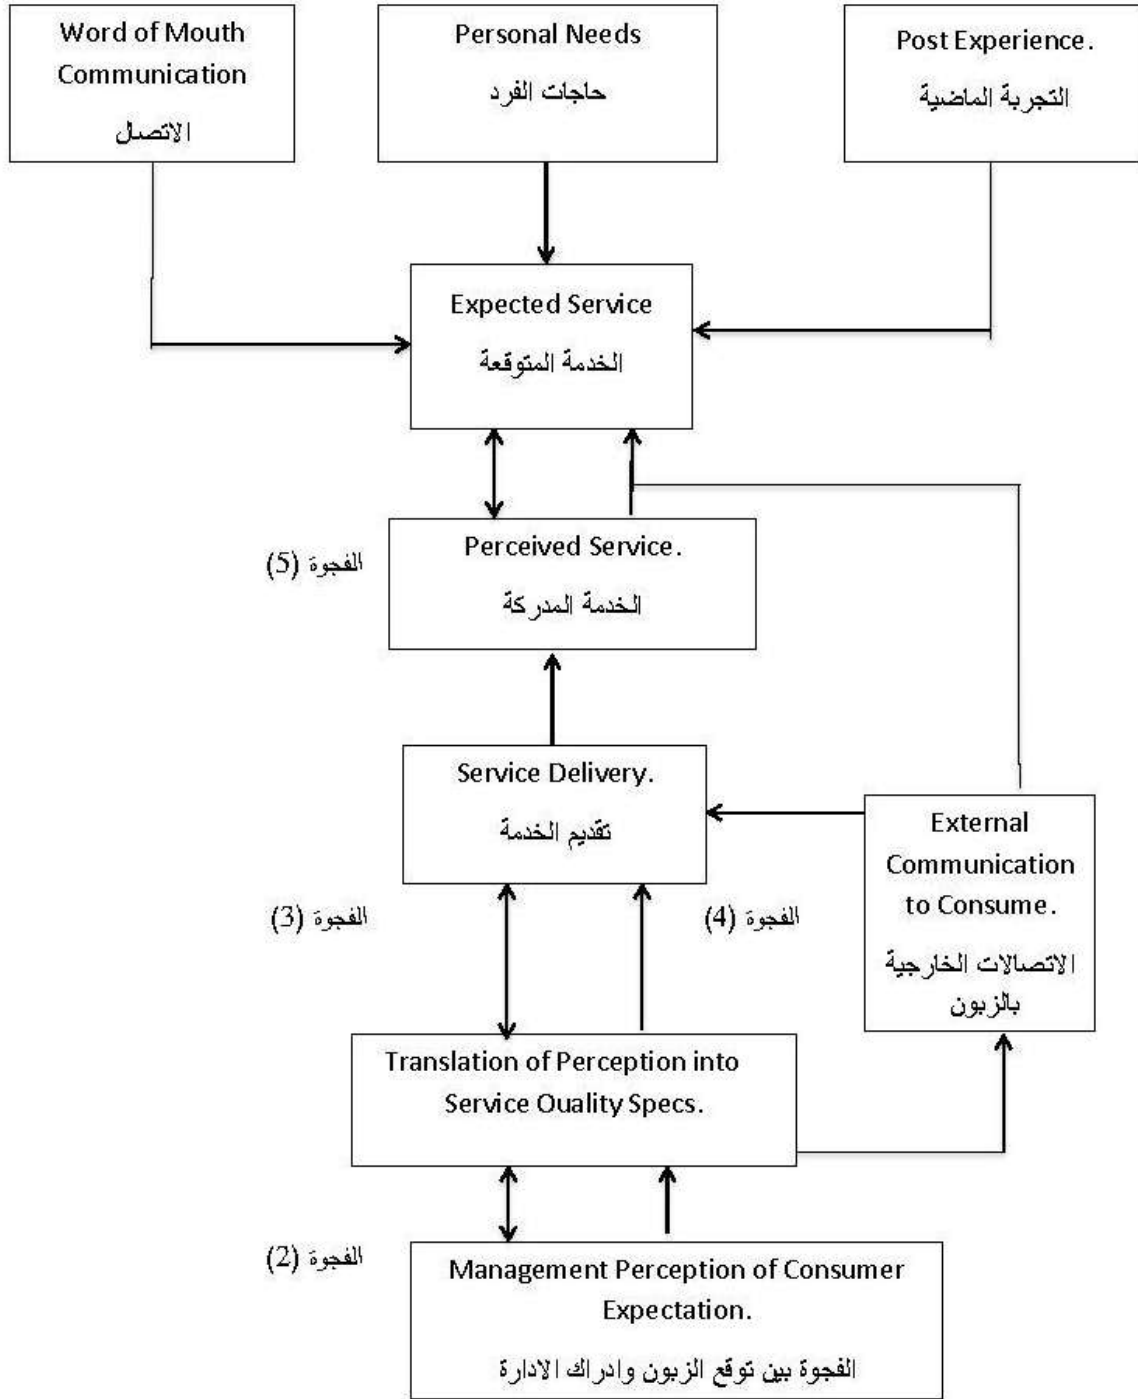 Word of Mouth
Communication
الاتصال
Personal Needs
حاجات الفرد
Post Experience.
التجربة الماضية
Expected Service
الخدمة المتوقعة
الفجوة (5)
Perceived Service.
الخدمة المدركة
Service Delivery.
تقديم الخدمة
External
Communication
to Consume.
الاتصالات الخارجية
بالزبون
الفجوة (3)
الفجوة (4)
Translation of Perception into
Service Quality Specs.
الفجوة (2)
Management Perception of Consumer
Expectation.
الفجوة بين توقع الزبون وادراك الادارة